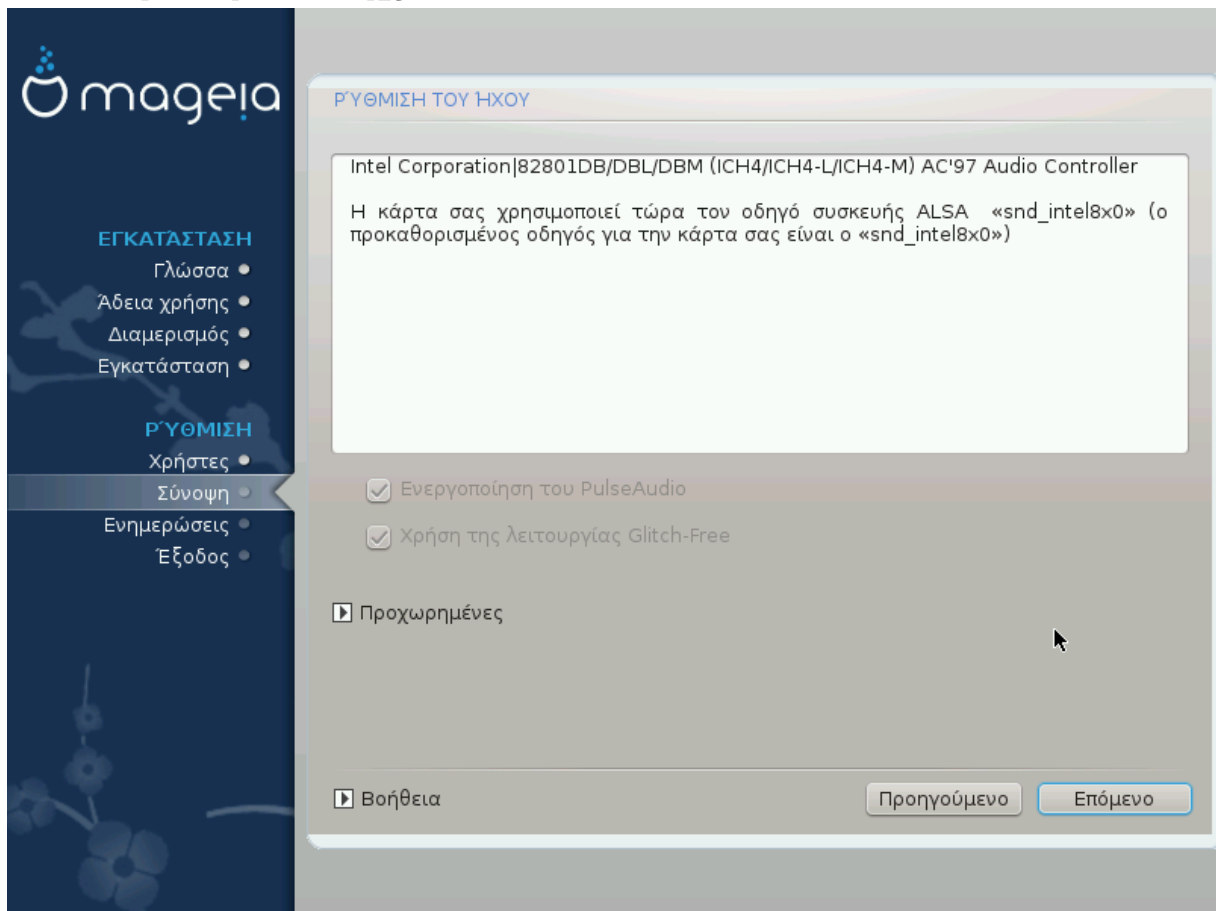 mageia
ΕΓΚΑΤΆΣΤΑΣΗ
Γλώσσα
Άδεια χρήσης
Διαμερισμός
Εγκατάσταση
ΡΎΘΜΙΣΗ
Χρήστες
Σύνοψη
Ενημερώσεις
Έξοδος
ΡΎΘΜΙΣΗ ΤΟΥ ΉΧΟΥ
Intel Corporation|82801DB/DBL/DBM (ICH4/ICH4-L/ICH4-M) AC'97 Audio Controller
Η κάρτα σας χρησιμοποιεί τώρα τον οδηγό συσκευής ALSA «snd_intel8x0» (ο
προκαθορισμένος οδηγός για την κάρτα σας είναι ο «snd_intel8x0»)
Ενεργοποίηση του PulseAudio
Χρήση της λειτουργίας Glitch-Free
Προχωρημένες
Βοήθεια
Προηγούμενο
Επόμενο